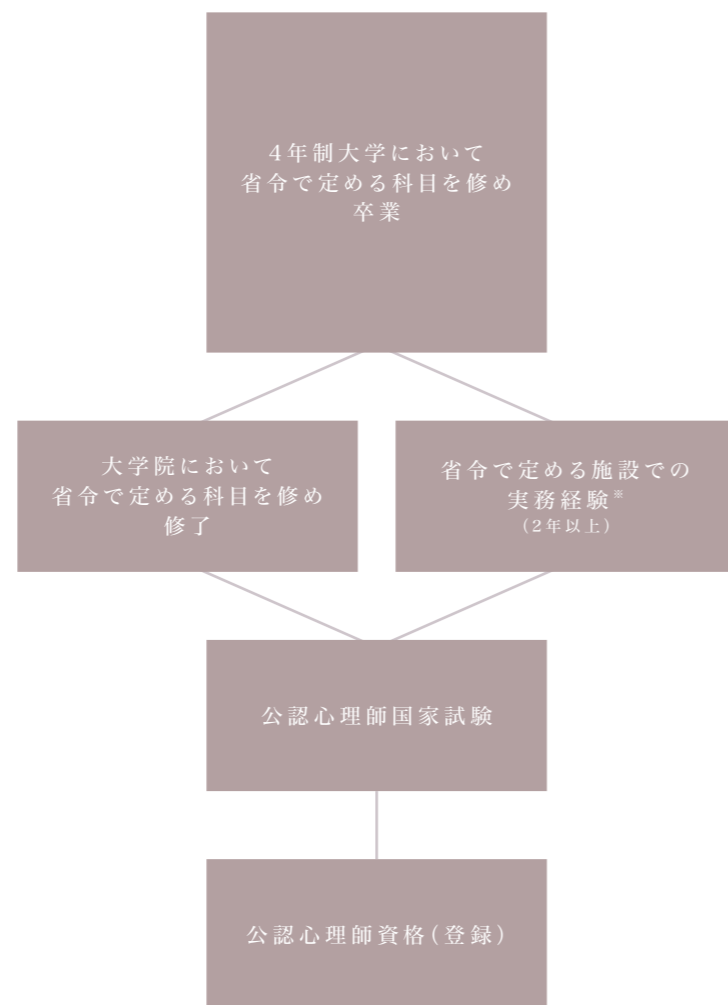 4年制大学において
省令で定める科目を修め
卒業
大学院において
省令で定める科目を修め
修了
省令で定める施設での
実務経験※
(2年以上)
公認心理師国家試験
公認心理師資格(登録)